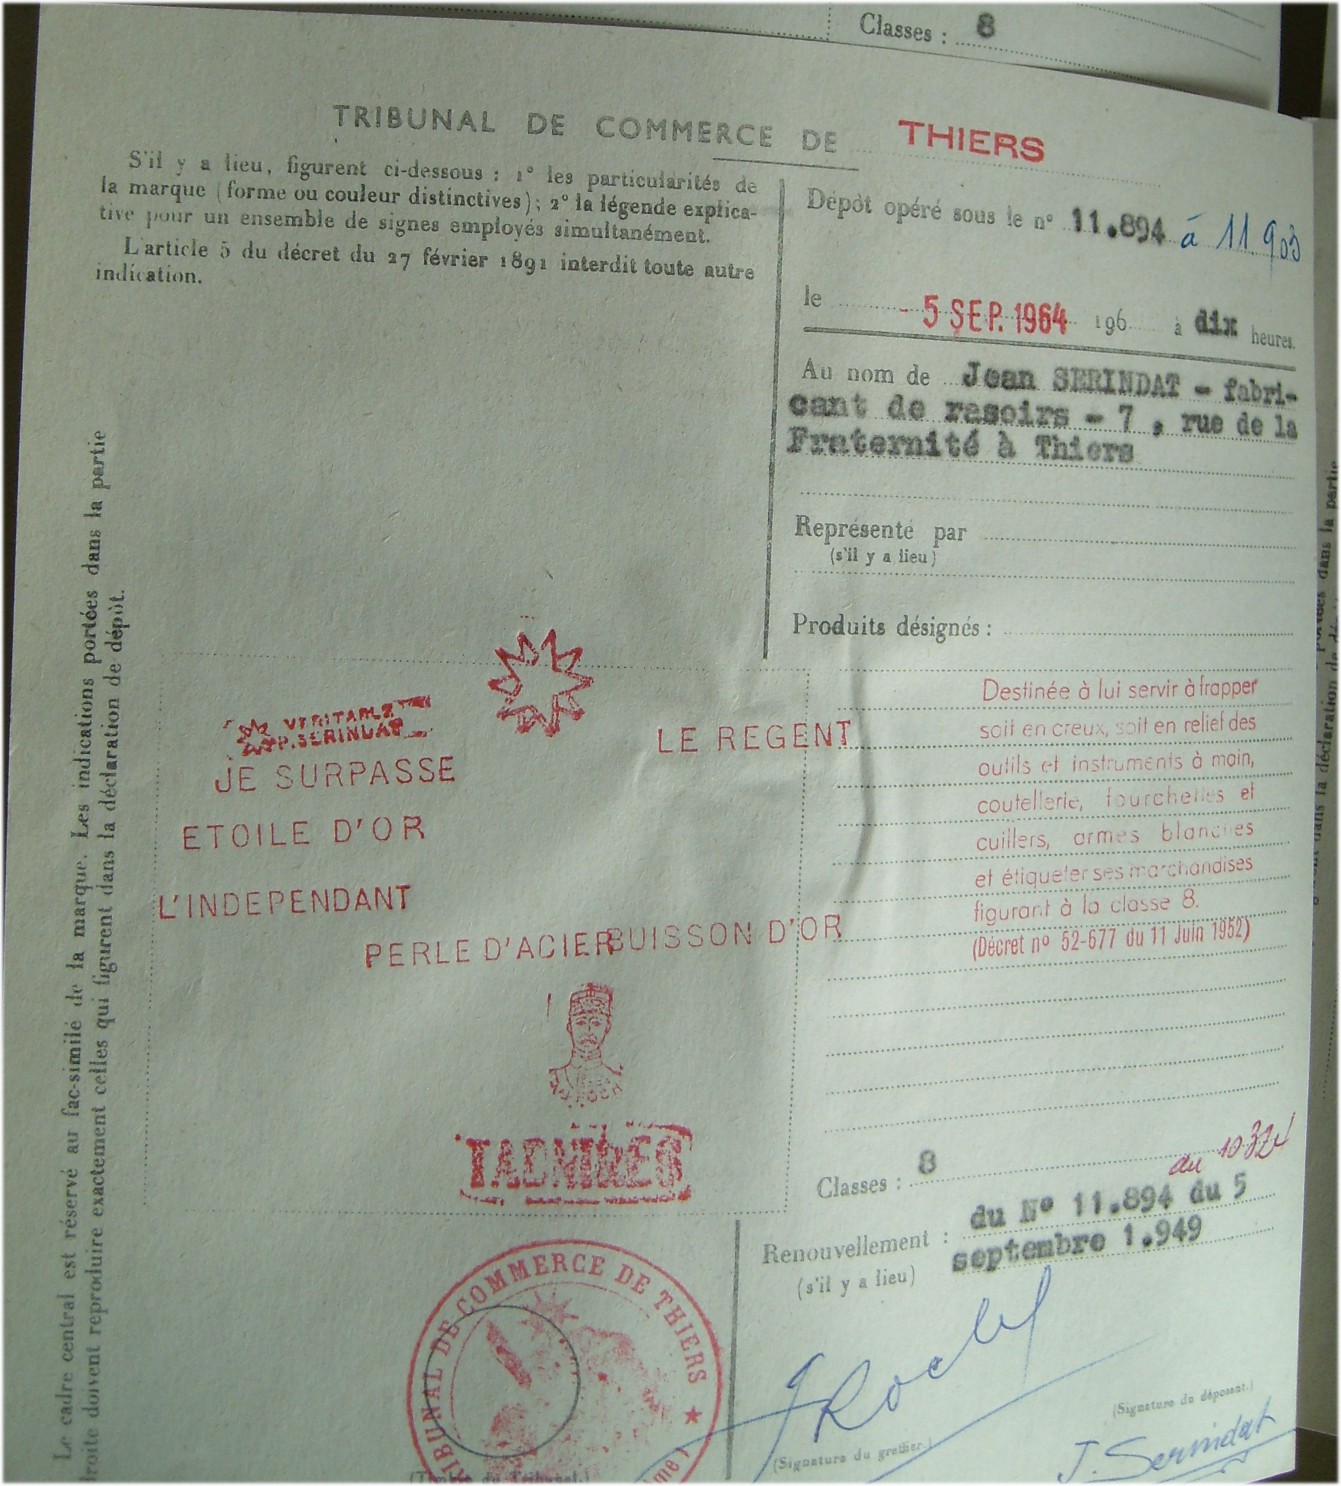 Classes : 8
TRIBUNAL DE COMMERCE DE THIERS
S'il y a lieu, figurent ci-dessous : 1° les particularités de
la marque (forme ou couleur distinctives); 2° la légende explica-
tive pour un ensemble de signes employés simultanément.
L'article 5 du décret du 27 février 1891 interdit toute autre
indication.
Dépôt opéré sous le n° 11.894 á 11 903
le - 5 SEP. 1964 196 à dix heures.
Au nom de Jean SERINDAT - fabri-
cant de rasoirs - 7 , rue de la
Fraternité à Thiers
Représenté par
(s'il y a lieu)
Produits désignés :
Destinée à lui servir à frapper
soit en creux, soit en relief des
outils et instruments à main,
coutellerie, fourchettes et
cuillers, armes blanches
et étiqueter ses marchandises
figurant à la classe 8.
(Décret n° 52-677 du 11 Juin 1952)
VERITABLE
P.SERINDAT
JE SURPASSE
LE REGENT
ETOILE D'OR
L'INDEPENDANT
PERLE D'ACIER
BUISSON D'OR
Classes : 8
Renouvellement : du N° 11.894 du 5
septembre 1.949
(s'il y a lieu)
TRIBUNAL DE COMMERCE DE THIERS
(Timbre du Tribunal.)
(Signature du greffier.)
(Signature du déposant.)
J. Serindat
Le cadre central est réservé au fac-similé de la marque. Les indications portées dans la partie
droite doivent reproduire exactement celles qui figurent dans la déclaration de dépôt.